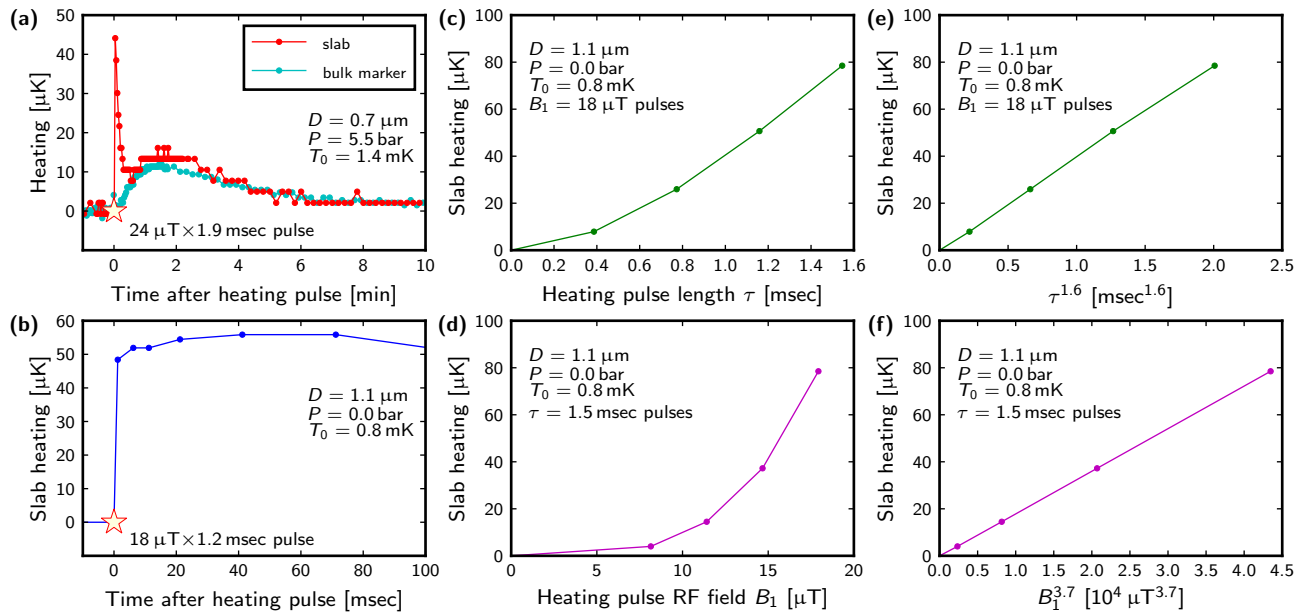 (a)
50
40
30
20
10
0
−10
Heating [µK]
slab
bulk marker
D = 0.7 µm
P = 5.5 bar
T₀ = 1.4 mK
24 µT×1.9 msec pulse
0 2 4 6 8 10
Time after heating pulse [min]
(c)
100
80
60
40
20
0
Slab heating [µK]
D = 1.1 µm
P = 0.0 bar
T₀ = 0.8 mK
B₁ = 18 µT pulses
0.0 0.2 0.4 0.6 0.8 1.0 1.2 1.4 1.6
Heating pulse length τ [msec]
(e)
100
80
60
40
20
0
Slab heating [µK]
D = 1.1 µm
P = 0.0 bar
T₀ = 0.8 mK
B₁ = 18 µT pulses
0.0 0.5 1.0 1.5 2.0 2.5
τ¹·⁶ [msec¹·⁶]
(b)
60
50
40
30
20
10
0
−10
Slab heating [µK]
D = 1.1 µm
P = 0.0 bar
T₀ = 0.8 mK
18 µT×1.2 msec pulse
0 20 40 60 80 100
Time after heating pulse [msec]
(d)
100
80
60
40
20
0
Slab heating [µK]
D = 1.1 µm
P = 0.0 bar
T₀ = 0.8 mK
τ = 1.5 msec pulses
0 5 10 15 20
Heating pulse RF field B₁ [µT]
(f)
100
80
60
40
20
0
Slab heating [µK]
D = 1.1 µm
P = 0.0 bar
T₀ = 0.8 mK
τ = 1.5 msec pulses
0.0 0.5 1.0 1.5 2.0 2.5 3.0 3.5 4.0 4.5
B₁³·⁷ [10⁴ µT³·⁷]